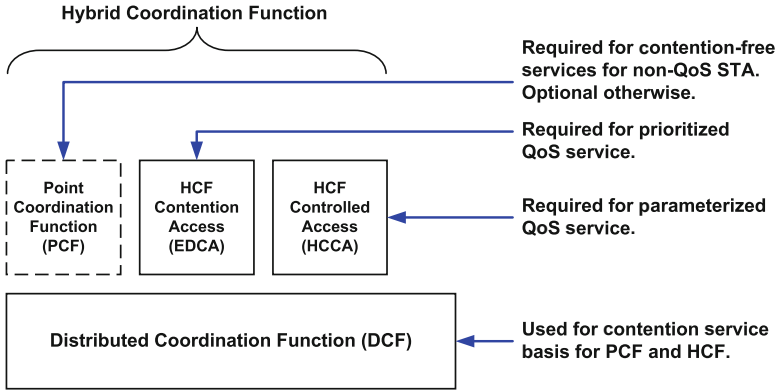 Hybrid Coordination Function
Required for contention-free
services for non-QoS STA.
Optional otherwise.
Required for prioritized
QoS service.
Point
Coordination
Function
(PCF)
HCF
Contention
Access
(EDCA)
HCF
Controlled
Access
(HCCA)
Required for parameterized
QoS service.
Distributed Coordination Function (DCF)
Used for contention service
basis for PCF and HCF.